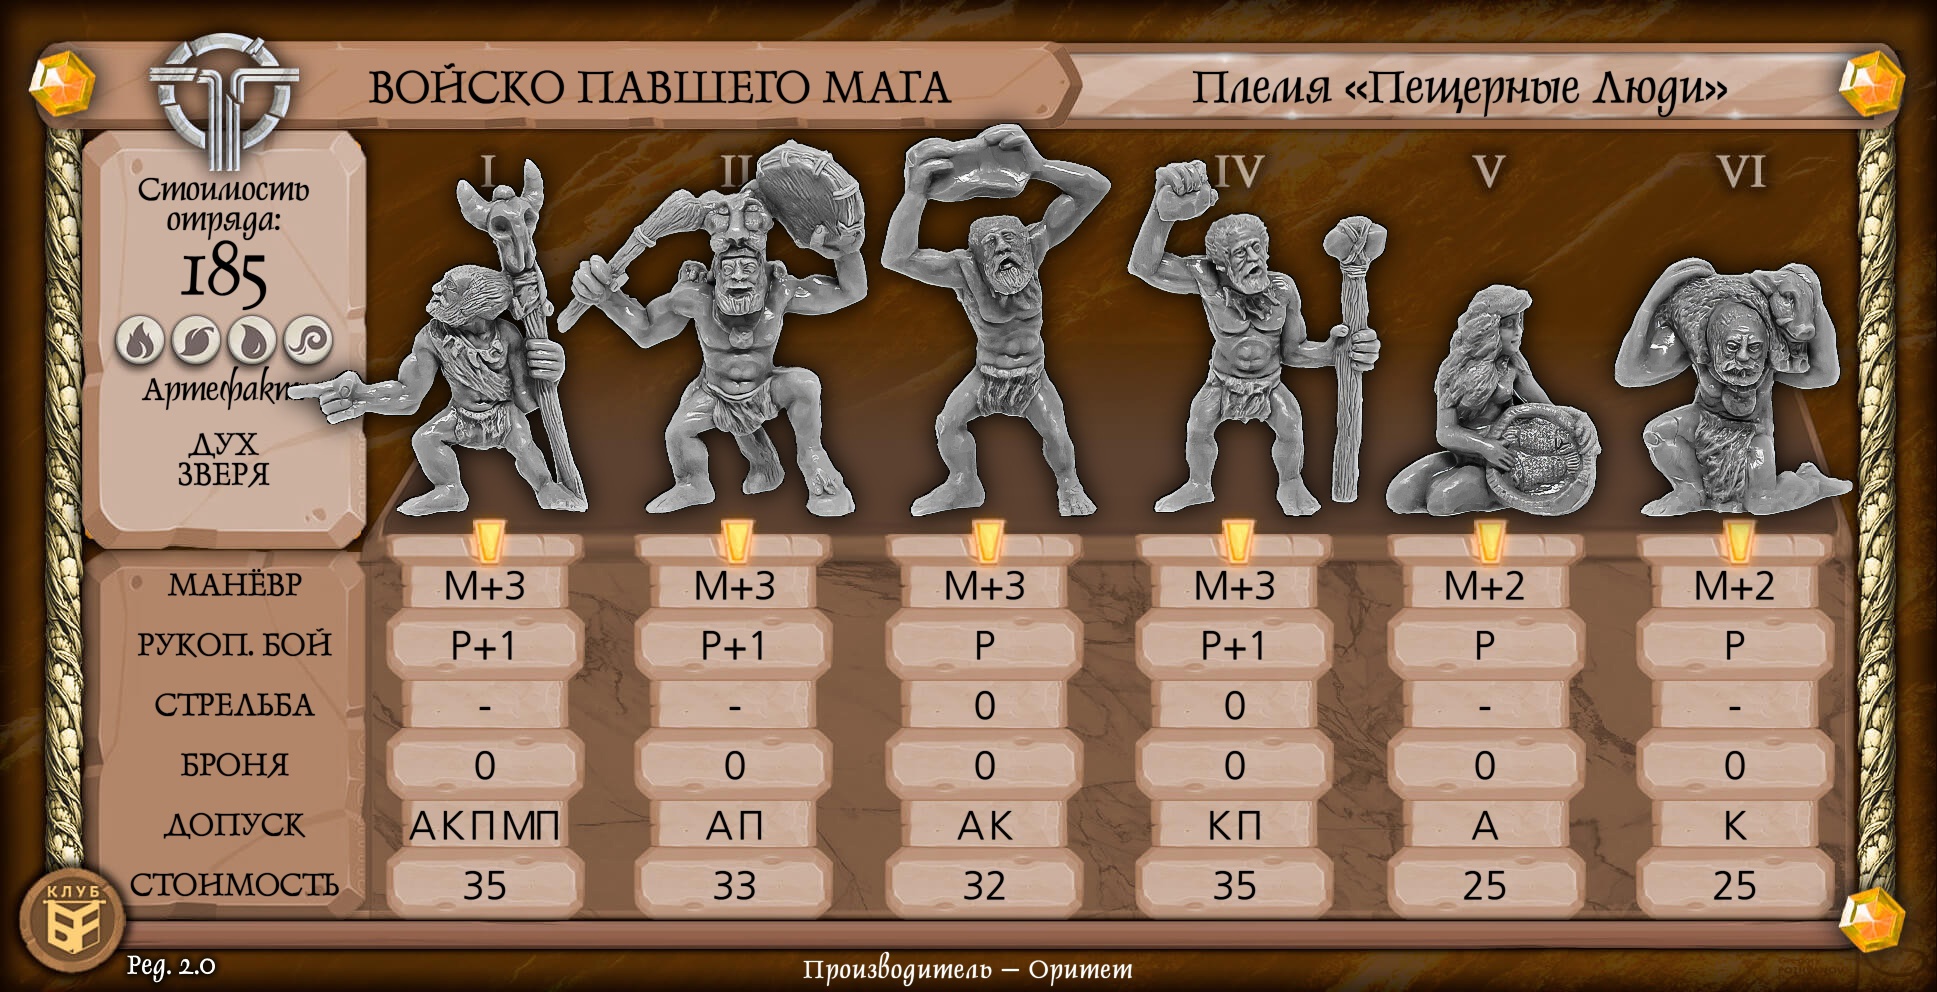 ВОЙСКО ПАВШЕГО МАГА
Племя «Пещерные Люди»
Стоимость
отряда:
185
Артефакт
ДУХ
ЗВЕРЯ
I II IV V VI
МАНЁВР M+3 M+3 M+3 M+3 M+2 M+2
РУКОП. БОЙ P+1 P+1 P P+1 P P
СТРЕЛЬБА - - 0 0 - -
БРОНЯ 0 0 0 0 0 0
ДОПУСК АКПМП АП АК КП А К
СТОИМОСТЬ 35 33 32 35 25 25
КЛУБ
Ред. 2.0
Производитель – Оритет